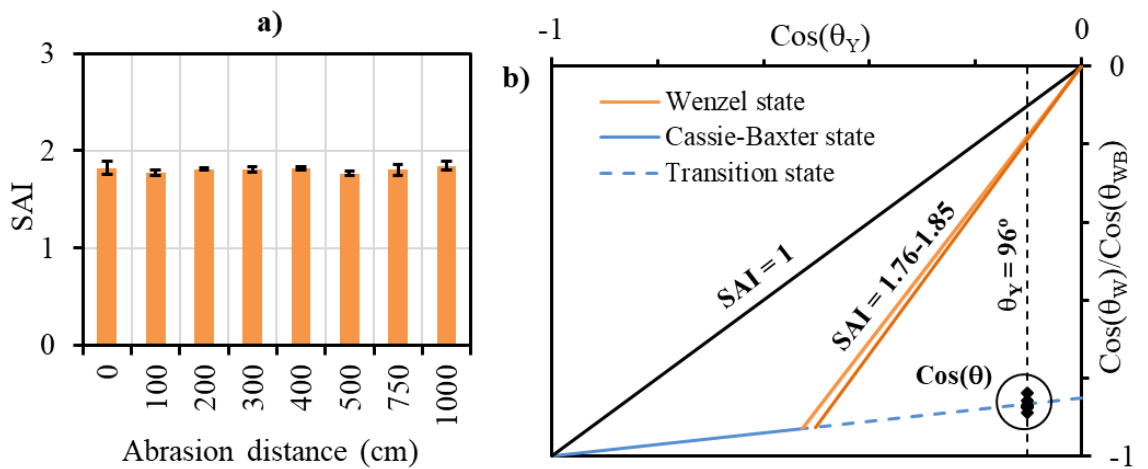 a)
3
2
1
0
SAI
0
100
200
300
400
500
750
1000
Abrasion distance (cm)
b)
-1
Cos(θY)
0
0
Wenzel state
Cassie-Baxter state
Transition state
SAI = 1
SAI = 1.76-1.85
θY = 96º
Cos(θ)
Cos(θW)/Cos(θWB)
-1